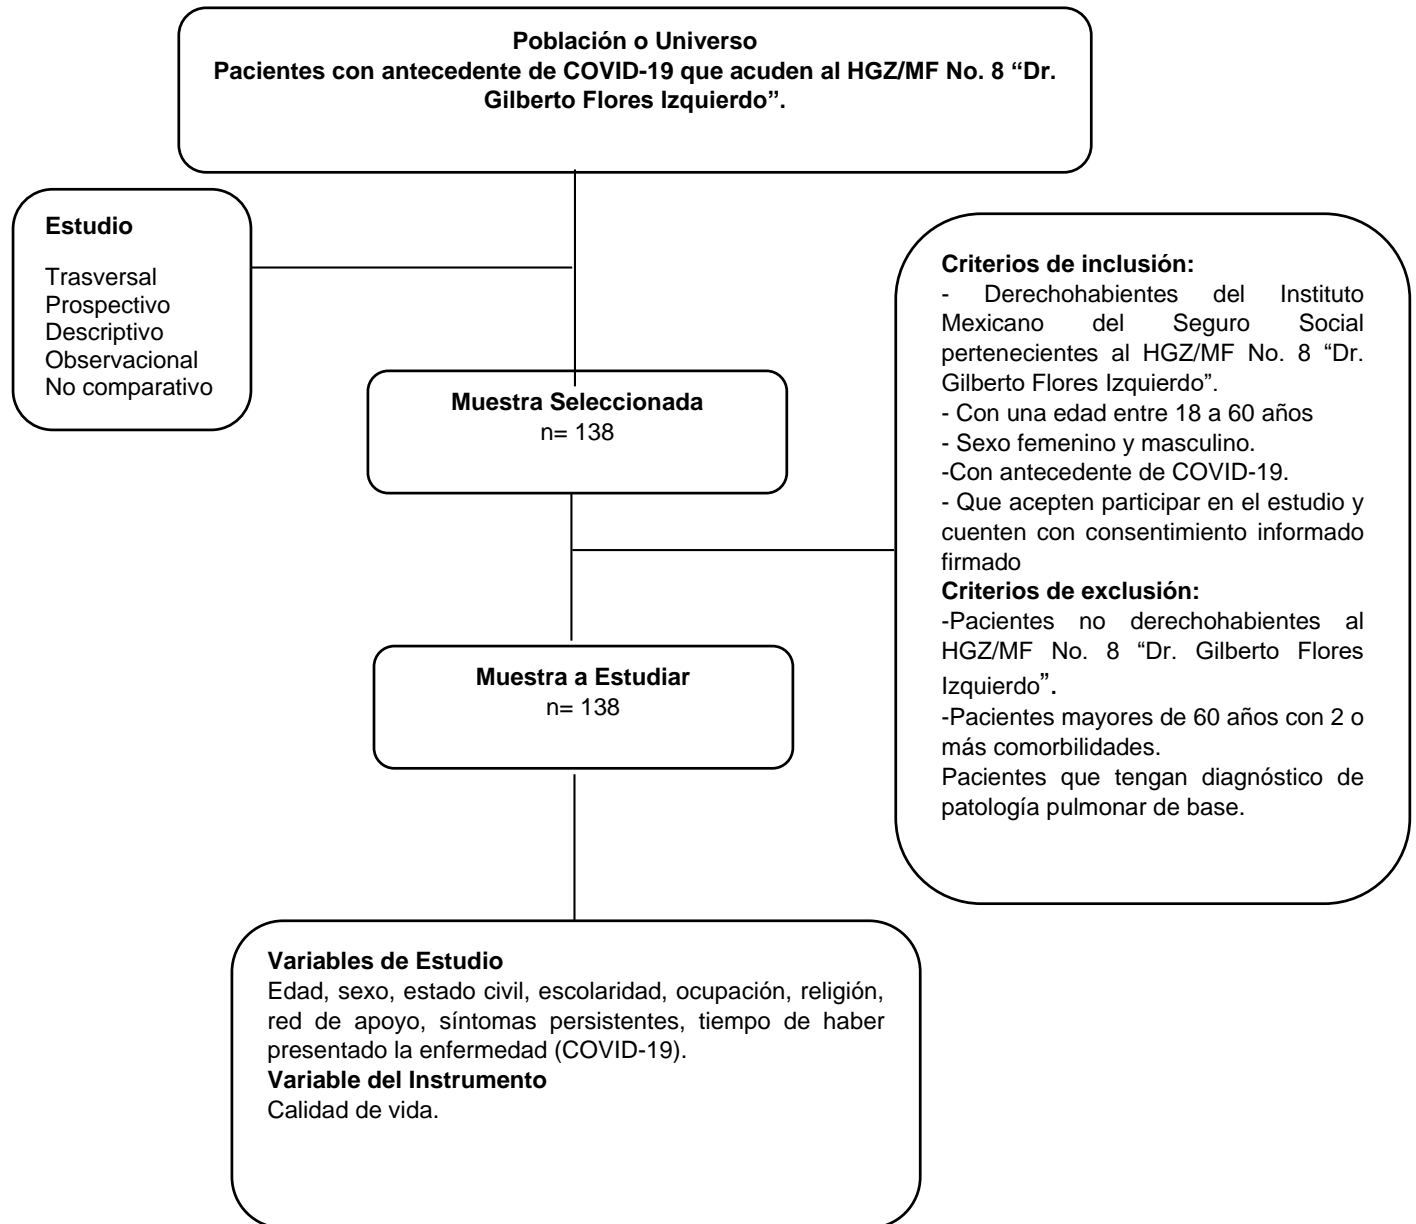 Población o Universo
Pacientes con antecedente de COVID-19 que acuden al HGZ/MF No. 8 “Dr.
Gilberto Flores Izquierdo”.
Estudio
Trasversal
Prospectivo
Descriptivo
Observacional
No comparativo
Muestra Seleccionada
n= 138
Criterios de inclusión:
- Derechohabientes del Instituto
Mexicano del Seguro Social
pertenecientes al HGZ/MF No. 8 “Dr.
Gilberto Flores Izquierdo”.
- Con una edad entre 18 a 60 años
- Sexo femenino y masculino.
-Con antecedente de COVID-19.
- Que acepten participar en el estudio y
cuenten con consentimiento informado
firmado
Criterios de exclusión:
-Pacientes no derechohabientes al
HGZ/MF No. 8 “Dr. Gilberto Flores
Izquierdo”.
-Pacientes mayores de 60 años con 2 o
más comorbilidades.
Pacientes que tengan diagnóstico de
patología pulmonar de base.
Muestra a Estudiar
n= 138
Variables de Estudio
Edad, sexo, estado civil, escolaridad, ocupación, religión,
red de apoyo, síntomas persistentes, tiempo de haber
presentado la enfermedad (COVID-19).
Variable del Instrumento
Calidad de vida.